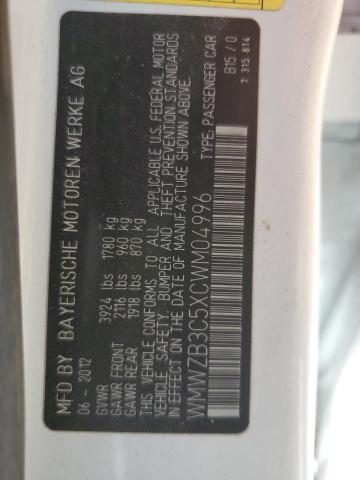 MFD BY BAYERISCHE MOTOREN WERKE AG
06 - 2012
GVWR 3924 lbs 1780 kg
GAWR FRONT 2116 lbs 960 kg
GAWR REAR 1918 lbs 870 kg
THIS VEHICLE CONFORMS TO ALL APPLICABLE U.S. FEDERAL MOTOR
VEHICLE SAFETY, BUMPER AND THEFT PREVENTION STANDARDS
IN EFFECT ON THE DATE OF MANUFACTURE SHOWN ABOVE.
WMWZB3C5XCWM04996
TYPE: PASSENGER CAR
B15 / 0
7 315 814